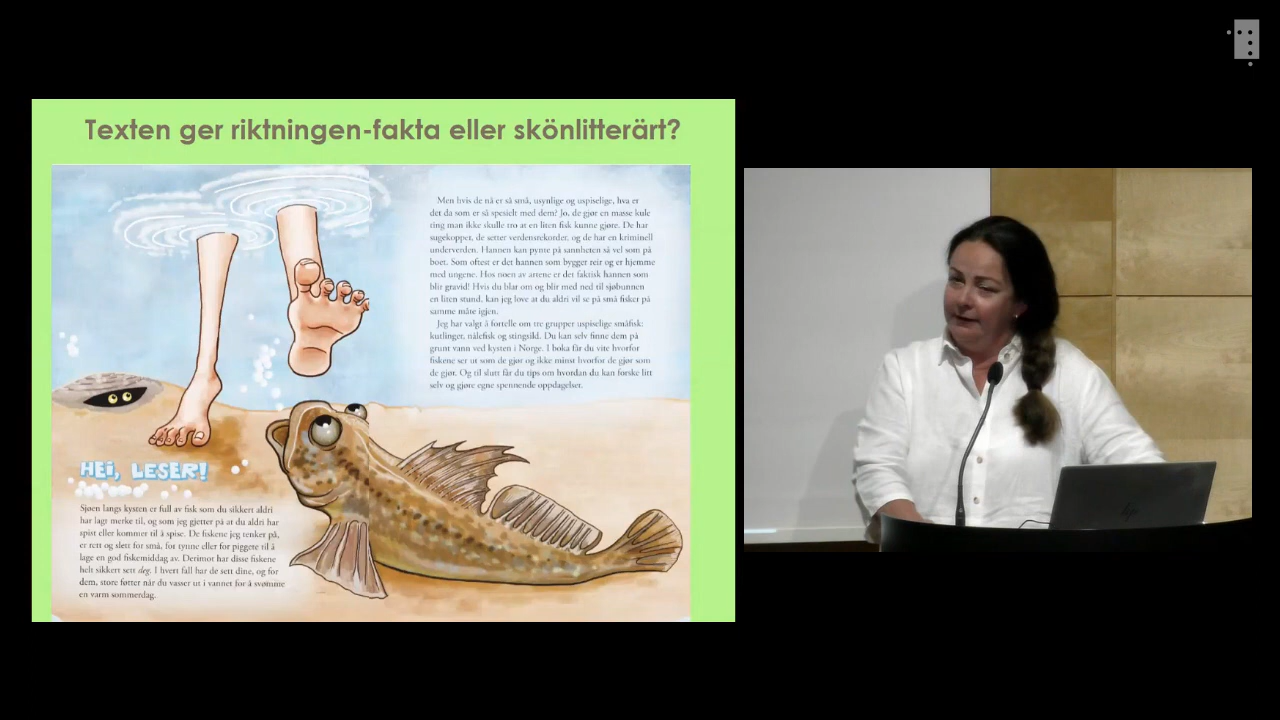 Texten ger riktningen-fakta eller skönlitterärt?
Men hvis de nå er så små, usynlige og uspiselige, hva er
det da som er så spesielt med dem? Jo, de gjør en masse kule
ting man ikke skulle tro at en liten fisk kunne gjøre. De har
sugekopper, de setter verdensrekorder, og de har en kriminell
underverden. Hannen kan pynte på sannheten så vel som på
boet. Som oftest er det hannen som bygger reir og er hjemme
med ungene. Hos noen av artene er det faktisk hannen som
blir gravid! Hvis du blar om og blir med ned til sjøbunnen
en liten stund, kan jeg love at du aldri vil se på små fisker på
samme måte igjen.
Jeg har valgt å fortelle om tre grupper uspiselige småfisk:
kutlinger, nålefisk og stingsild. Du kan selv finne dem på
grunt vann ved kysten i Norge. I boka får du vite hvorfor
fiskene ser ut som de gjør og ikke minst hvorfor de gjør som
de gjør. Og til slutt får du tips om hvordan du kan forske litt
selv og gjøre egne spennende oppdagelser.
HEI, LESER!
Sjøen langs kysten er full av fisk som du sikkert aldri
har lagt merke til, og som jeg gjetter på at du aldri har
spist eller kommer til å spise. De fiskene jeg tenker på,
er rett og slett for små, for tynne eller for piggete til å
lage en god fiskemiddag av. Derimot har disse fiskene
helt sikkert sett deg. I hvert fall har de sett dine, og for
dem, store føtter når du vasser ut i vannet for å svømme
en varm sommerdag.
hp